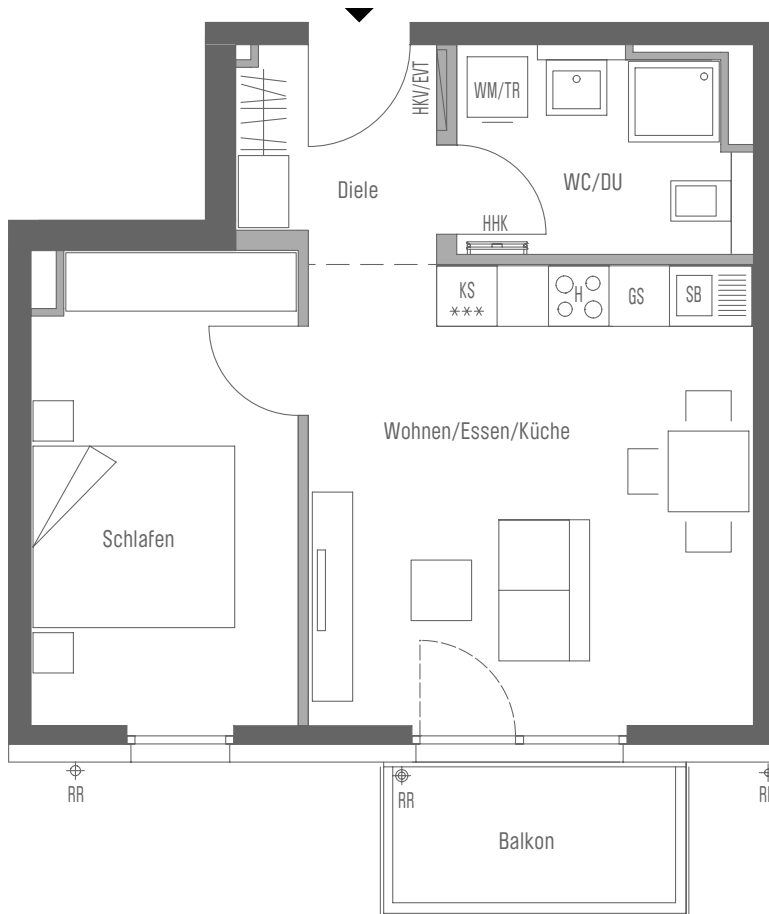 HKV/EVT
WM/TR
Diele
WC/DU
HHK
KS
***
H
GS
SB
Wohnen/Essen/Küche
Schlafen
RR
RR
Balkon